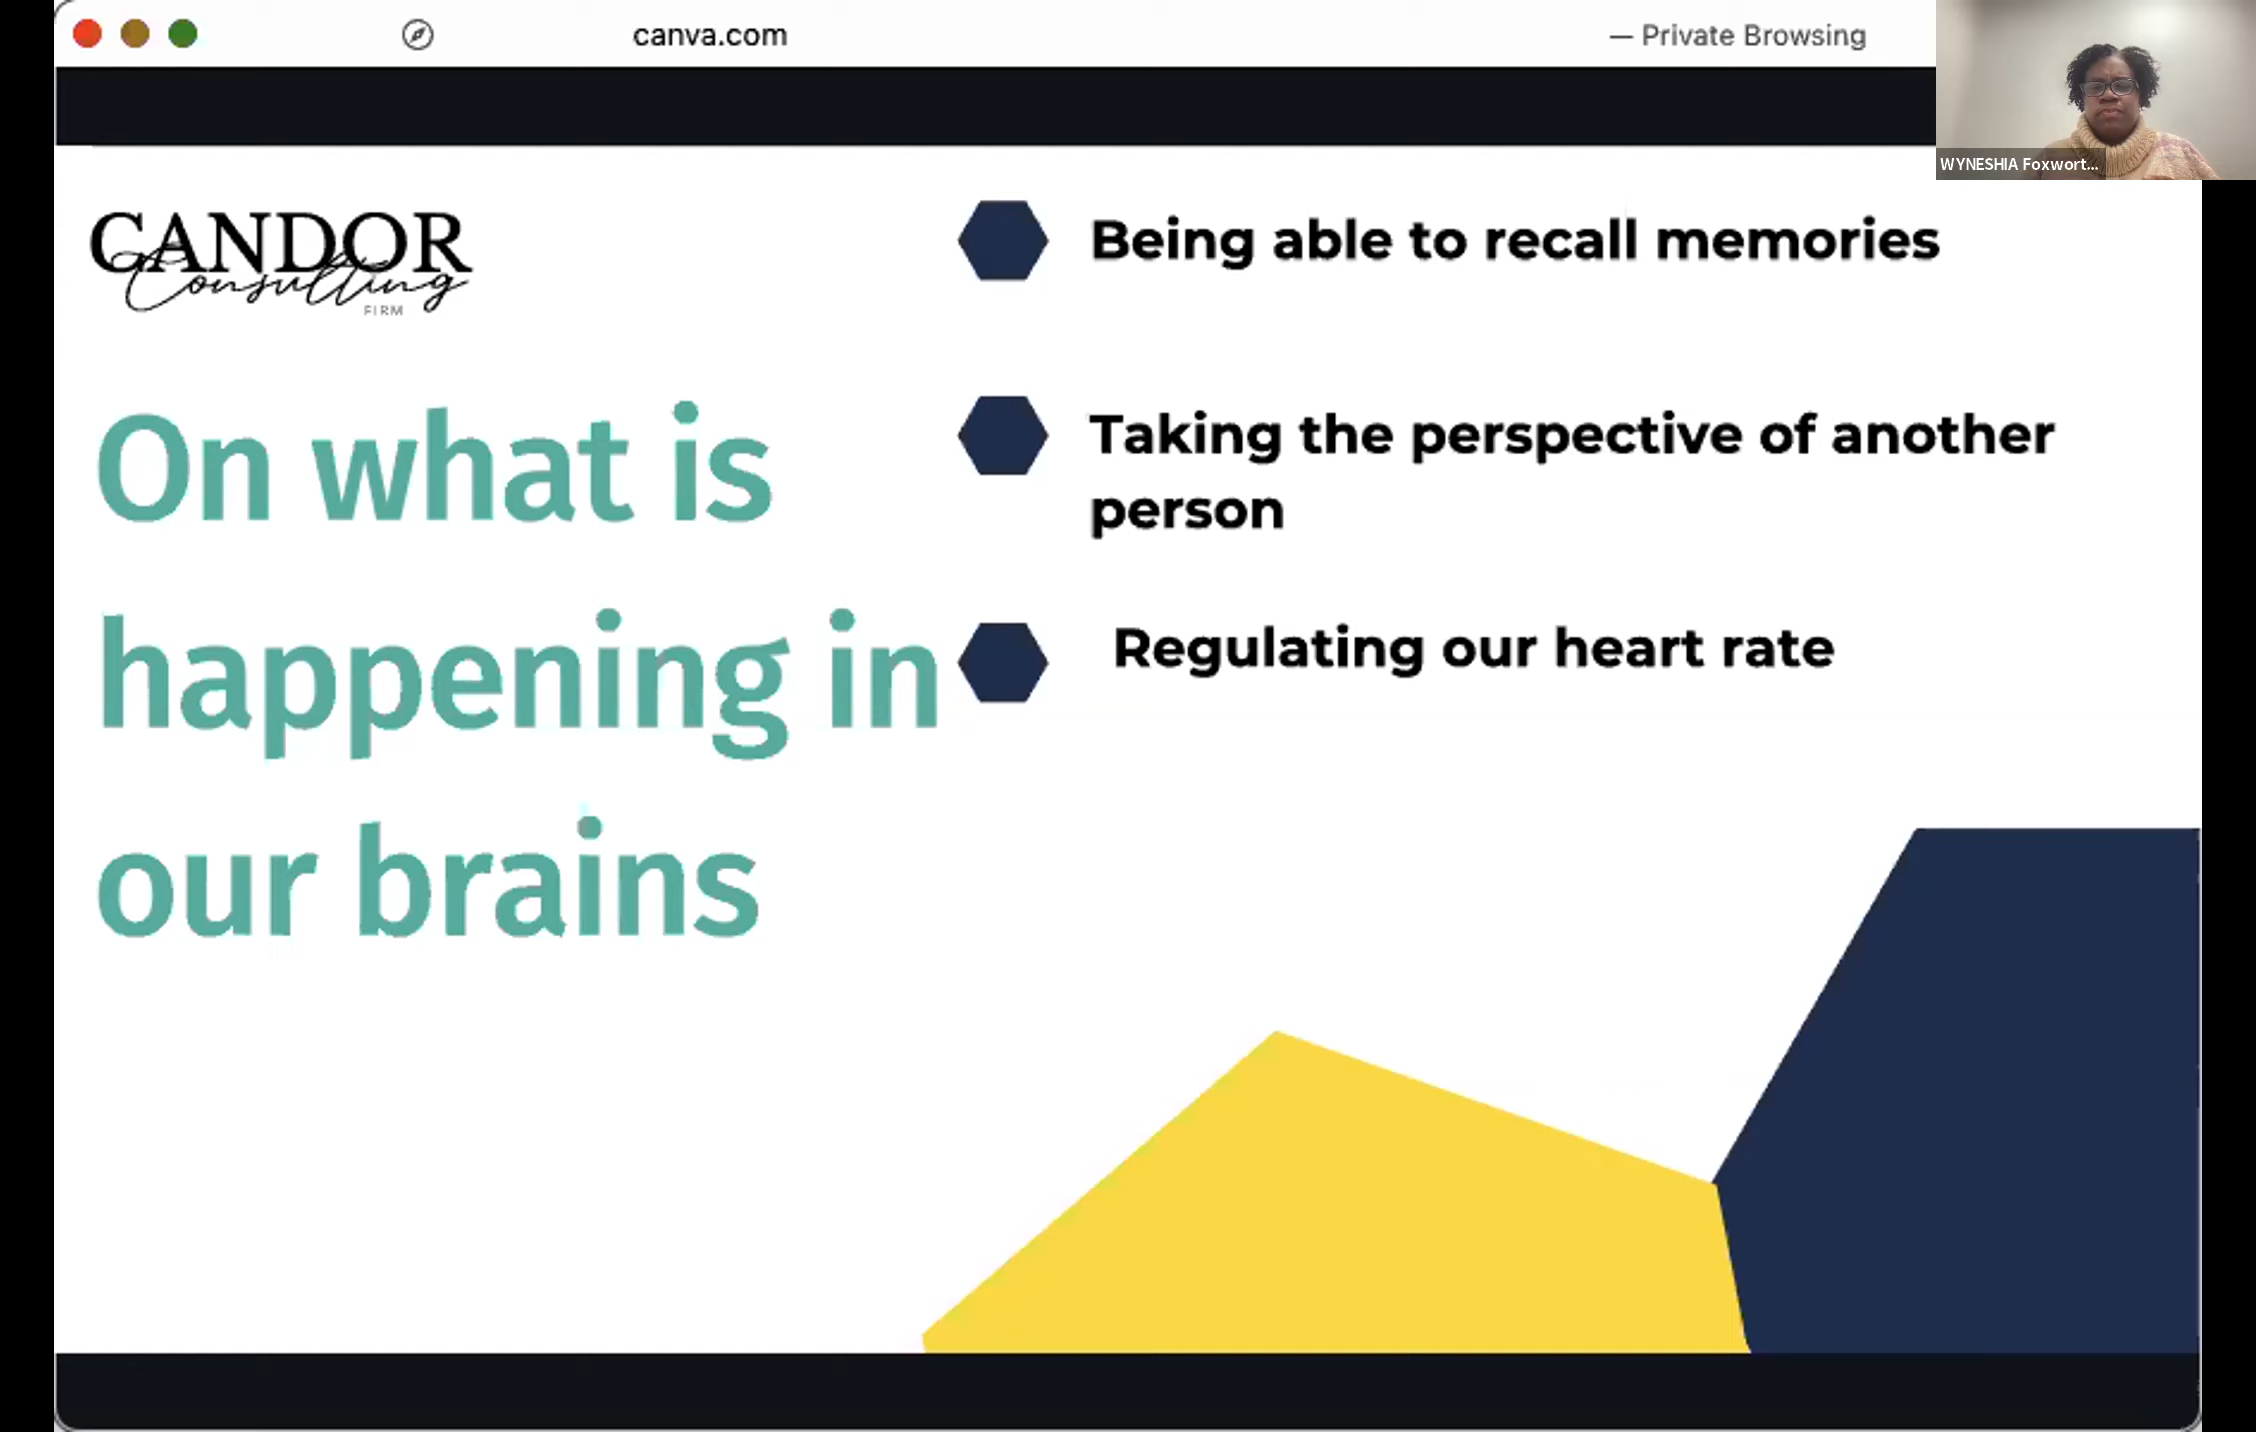 canva.com
— Private Browsing
WYNESHIA Foxwort...
CANDOR
Consulting
FIRM
On what is
happening in
our brains
Being able to recall memories
Taking the perspective of another
person
Regulating our heart rate